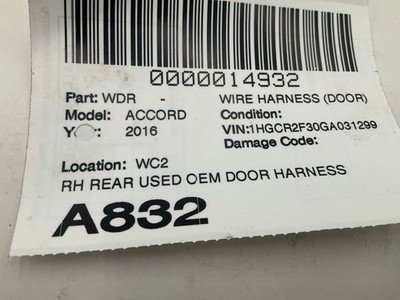 0000014932
Part: WDR - WIRE HARNESS (DOOR)
Model: ACCORD Condition:
2016 VIN:1HGCR2F30GA031299
Damage Code:
Location: WC2
RH REAR USED OEM DOOR HARNESS
A832